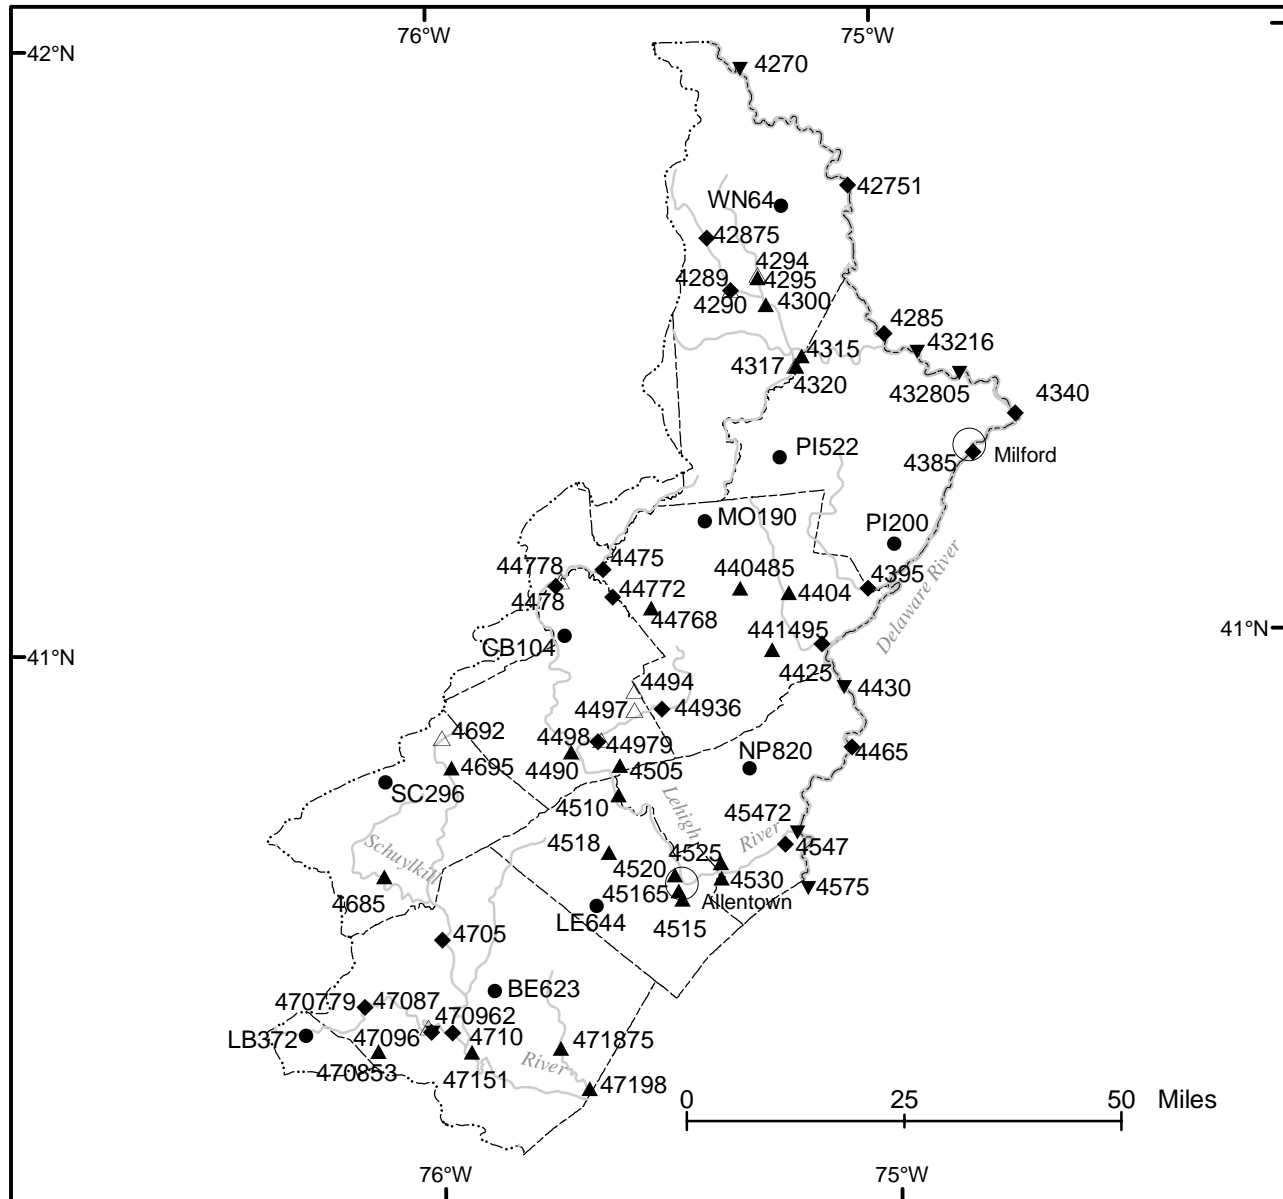 76°W
75°W
42°N
4270
42751
WN64
42875
4294
4289
4295
4290
4300
4285
43216
4315
4317
4320
432805
4340
PI522
4385
Milford
MO190
PI200
4475
44778
440485
4395
4478
44772
4404
44768
Delaware River
441495
41°N
CB104
41°N
4425
4494
4430
4497
44936
4692
4498
44979
4465
4490
4505
NP820
4695
SC296
4510
Lehigh
River
45472
4518
4525
4547
Schuylkill
4520
4530
4575
4685
45165
Allentown
LE644
4515
4705
BE623
470779
47087
470962
LB372
47096
4710
471875
470853
47151
River
47198
0
25
50
Miles
76°W
75°W